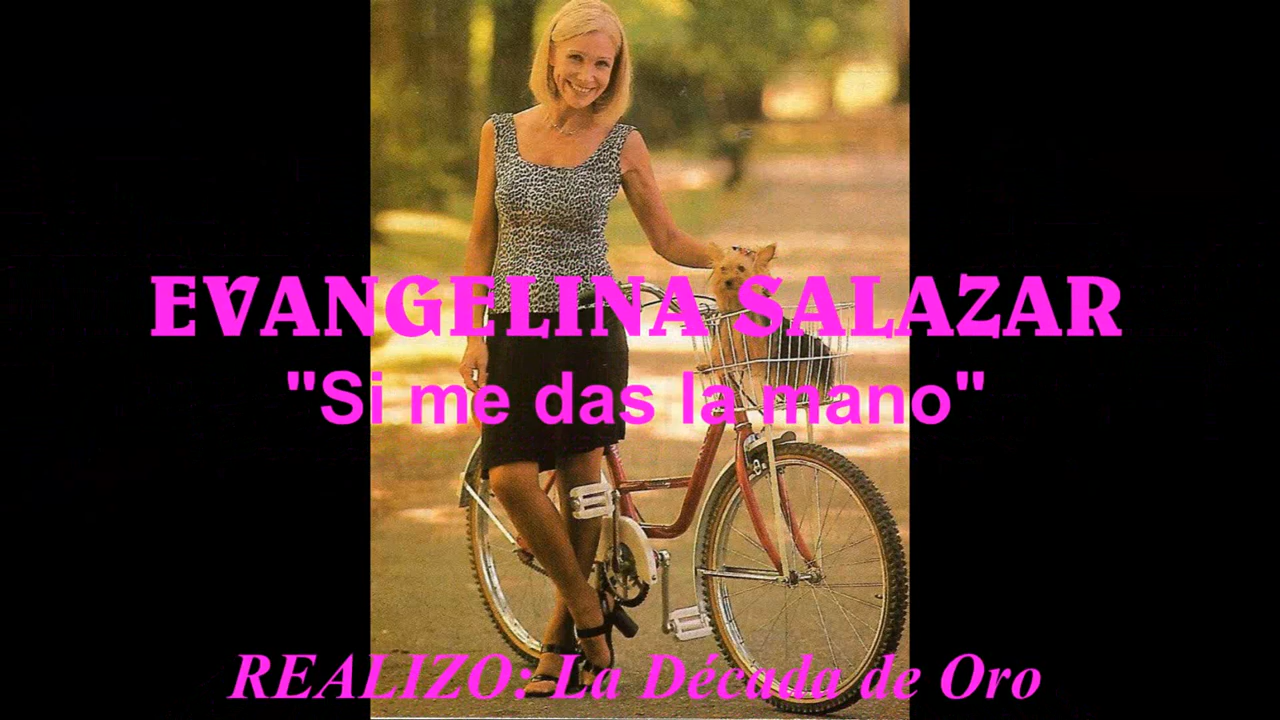 EVANGELINA SALAZAR
"Si me das la mano"
REALIZO: La Década de Oro